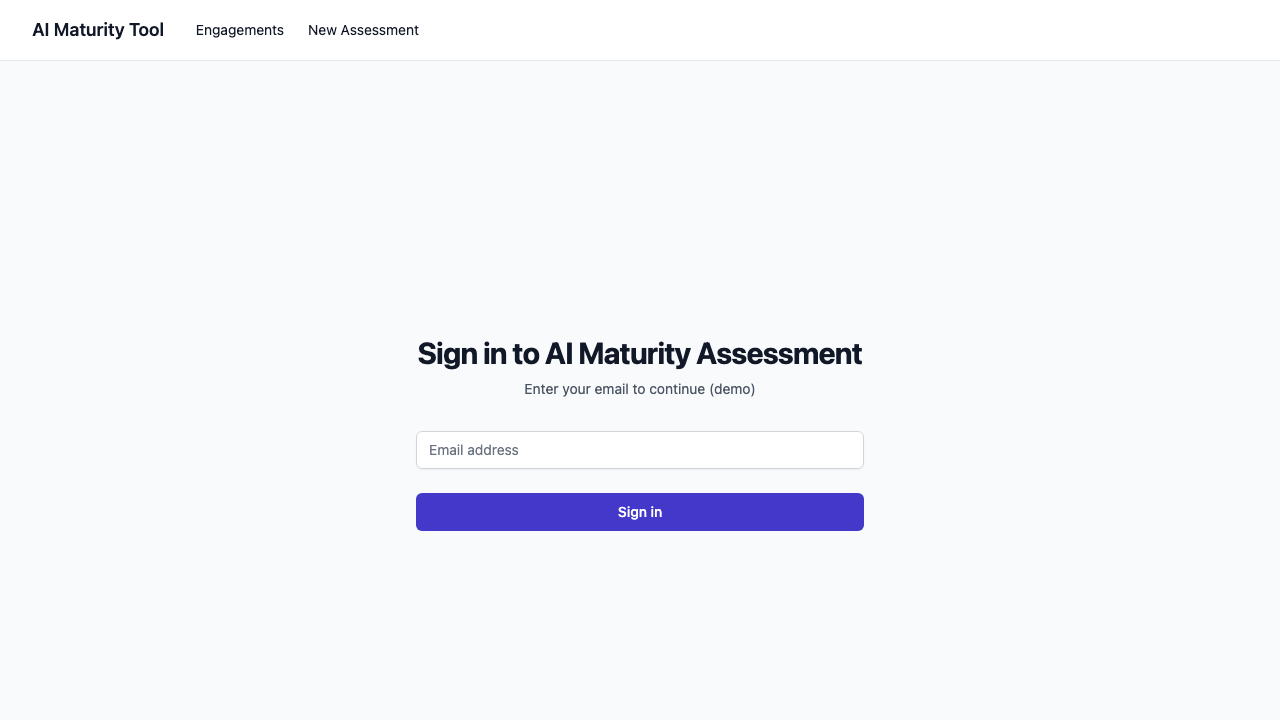 AI Maturity Tool
Engagements
New Assessment
Sign in to AI Maturity Assessment
Enter your email to continue (demo)
Email address
Sign in